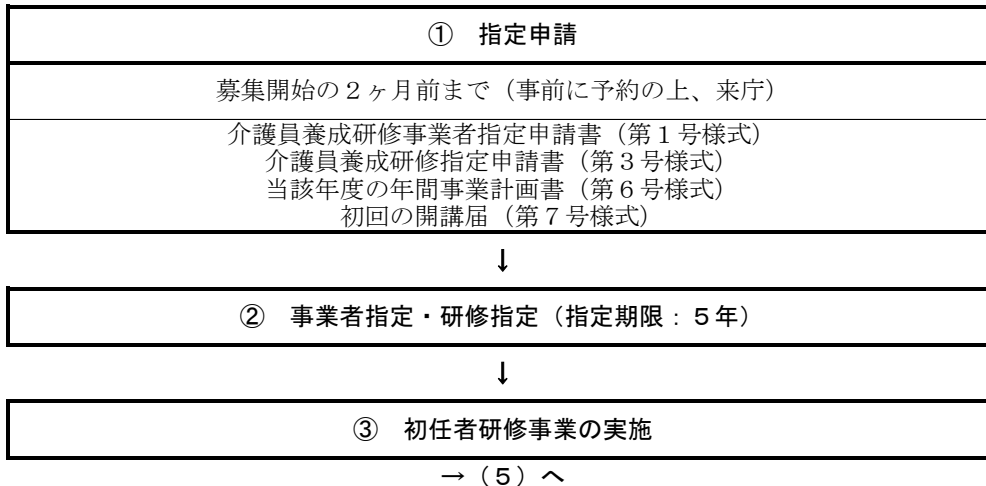 ① 指定申請
募集開始の２ヶ月前まで（事前に予約の上、来庁）
介護員養成研修事業者指定申請書（第１号様式）
介護員養成研修指定申請書（第３号様式）
当該年度の年間事業計画書（第６号様式）
初回の開講届（第７号様式）
↓
② 事業者指定・研修指定（指定期限：５年）
↓
③ 初任者研修事業の実施
→（５）へ